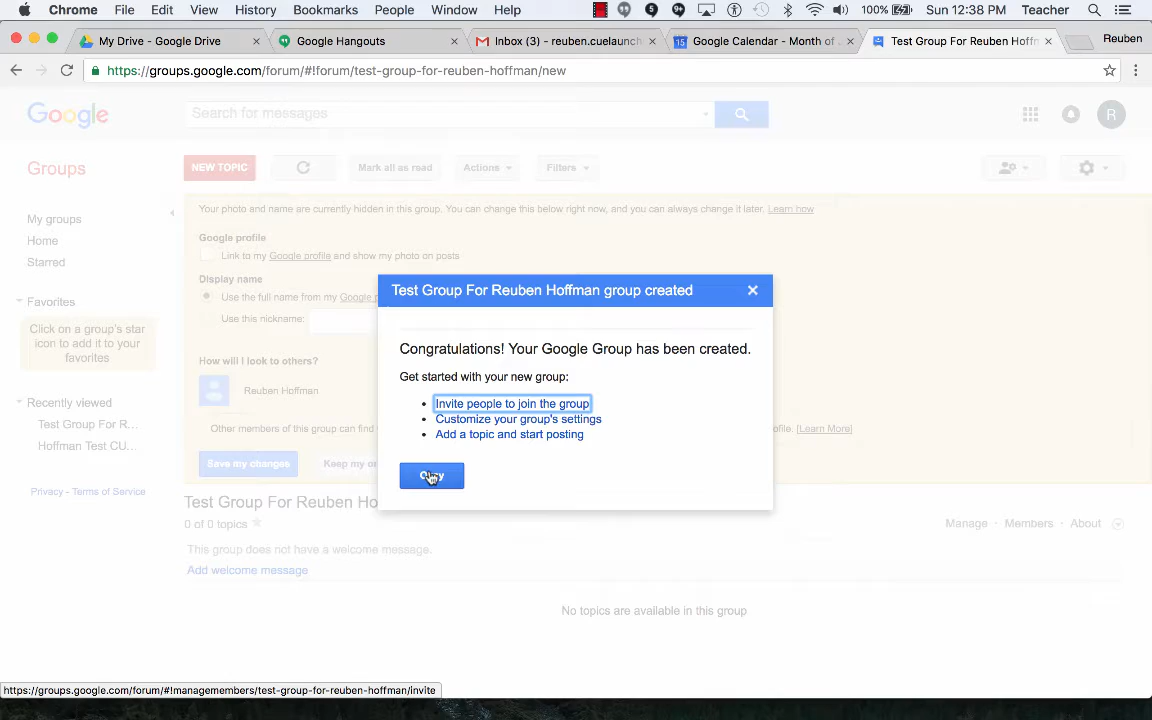 Chrome File Edit View History Bookmarks People Window Help 100% Sun 12:38 PM Teacher
My Drive - Google Drive Google Hangouts Inbox (3) - reuben.cuelaunch Google Calendar - Month of Test Group For Reuben Hoffm Reuben
https://groups.google.com/forum/#!forum/test-group-for-reuben-hoffman/new
Google Search for messages R
Groups NEW TOPIC Mark all as read Actions Filters
Your photo and name are currently hidden in this group. You can change this below right now, and you can always change it later. Learn how
My groups
Google profile
Home
Link to my Google profile and show my photo on posts
Starred
Display name
Test Group For Reuben Hoffman group created
Use the full name from my Google
Favorites
Use this nickname:
Click on a group's star
icon to add it to your
favorites
Congratulations! Your Google Group has been created.
How will I look to others?
Get started with your new group:
Reuben Hoffman
Recently viewed
Invite people to join the group
Customize your group's settings
Test Group For R...
Other members of this group can find
[Learn More]
Add a topic and start posting
Hoffman Test CU...
Save my changes Keep my
Privacy - Terms of Service
Test Group For Reuben Ho
0 of 0 topics
Manage · Members · About
This group does not have a welcome message.
Add welcome message
No topics are available in this group
https://groups.google.com/forum/#!managemembers/test-group-for-reuben-hoffman/invite